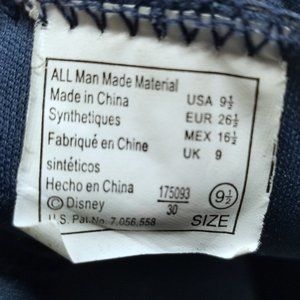 ALL Man Made Material
Made in China
Synthetiques
Fabriqué en Chine
sintéticos
Hecho en China
©Disney
U.S. Pat.No. 7,056,558
175093
30
USA 9½
EUR 26½
MEX 16½
UK 9
9½
SIZE